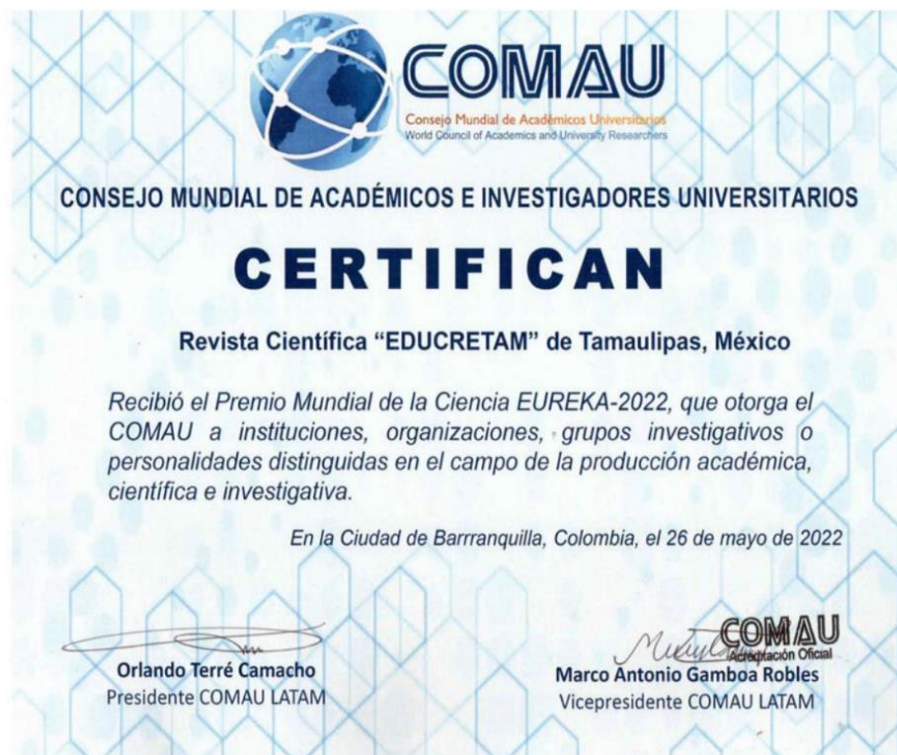 COMAU
Consejo Mundial de Académicos Universitarios
World Council of Academics and University Researchers
CONSEJO MUNDIAL DE ACADÉMICOS E INVESTIGADORES UNIVERSITARIOS
CERTIFICAN
Revista Científica “EDUCRETAM” de Tamaulipas, México
Recibió el Premio Mundial de la Ciencia EUREKA-2022, que otorga el
COMAU a instituciones, organizaciones, grupos investigativos o
personalidades distinguidas en el campo de la producción académica,
científica e investigativa.
En la Ciudad de Barrranquilla, Colombia, el 26 de mayo de 2022
Orlando Terré Camacho
Presidente COMAU LATAM
COMAU
Acreditación Oficial
Marco Antonio Gamboa Robles
Vicepresidente COMAU LATAM